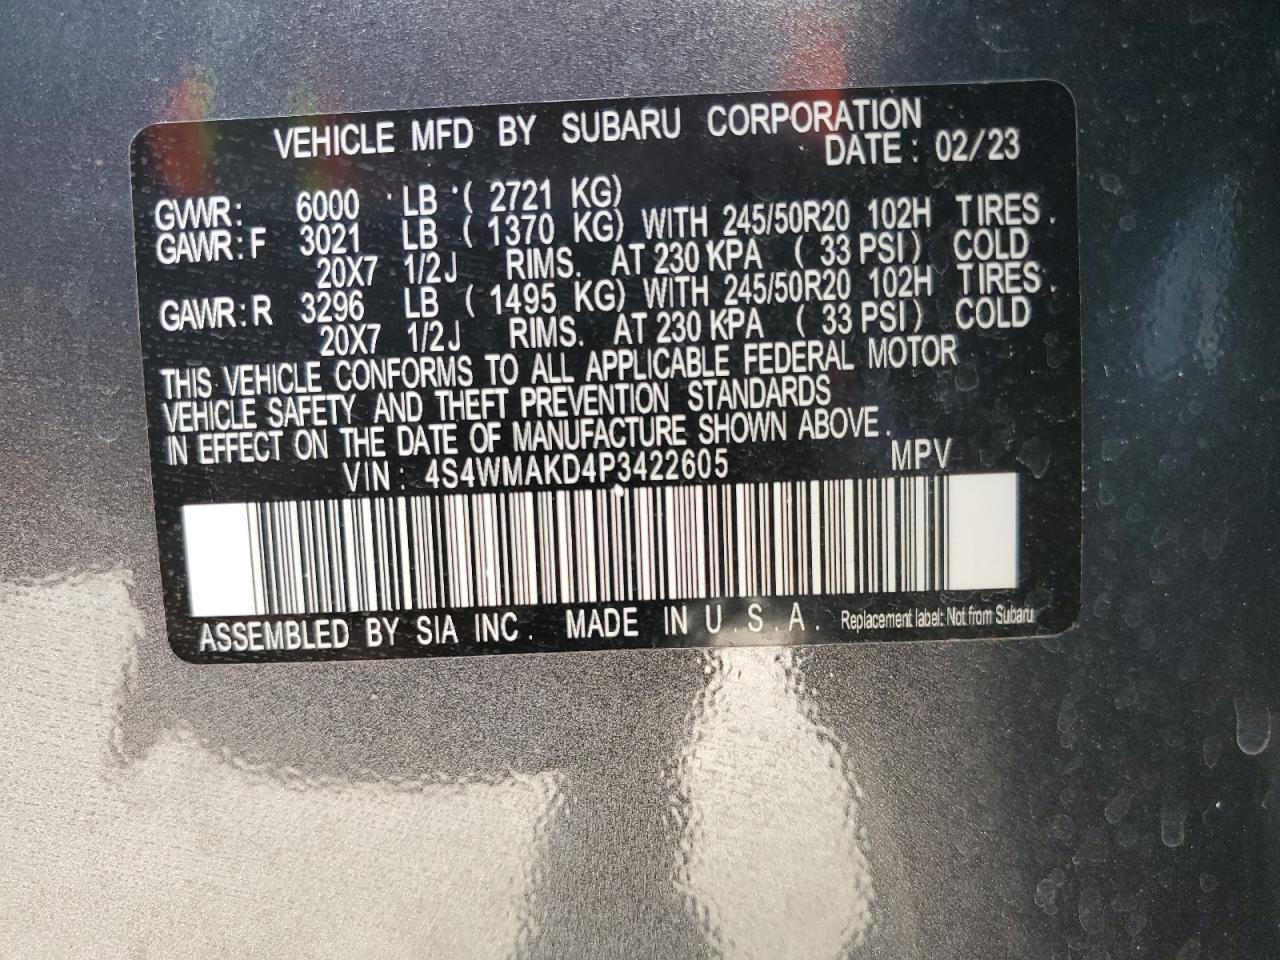 VEHICLE MFD BY SUBARU CORPORATION
DATE: 02/23
GVWR: 6000 LB ( 2721 KG)
GAWR: F 3021 LB ( 1370 KG) WITH 245/50R20 102H TIRES.
20X7 1/2J RIMS. AT 230 KPA ( 33 PSI) COLD
GAWR: R 3296 LB ( 1495 KG) WITH 245/50R20 102H TIRES.
20X7 1/2J RIMS. AT 230 KPA ( 33 PSI) COLD
THIS VEHICLE CONFORMS TO ALL APPLICABLE FEDERAL MOTOR
VEHICLE SAFETY AND THEFT PREVENTION STANDARDS
IN EFFECT ON THE DATE OF MANUFACTURE SHOWN ABOVE.
VIN: 4S4WMAKD4P3422605 MPV
ASSEMBLED BY SIA INC. MADE IN U.S.A. Replacement label: Not from Subaru